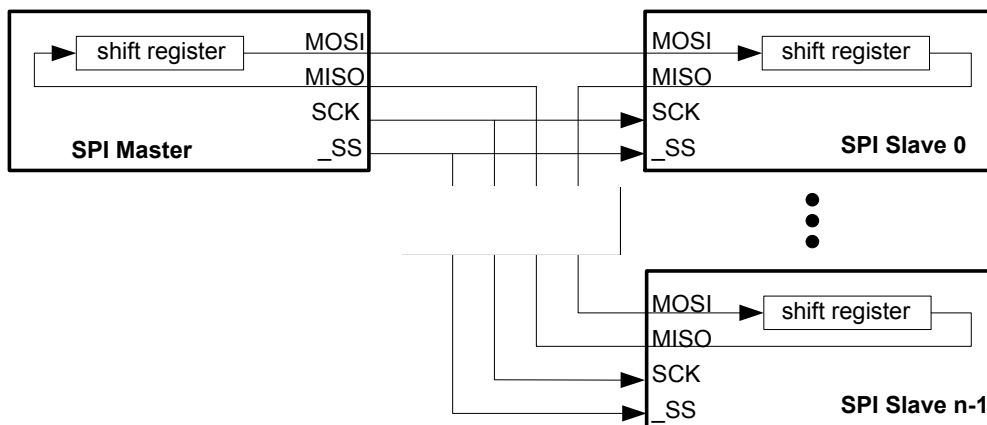 shift register
MOSI
MISO
SCK
_SS
SPI Master
MOSI
shift register
MISO
SCK
_SS
SPI Slave 0
MOSI
shift register
MISO
SCK
_SS
SPI Slave n-1